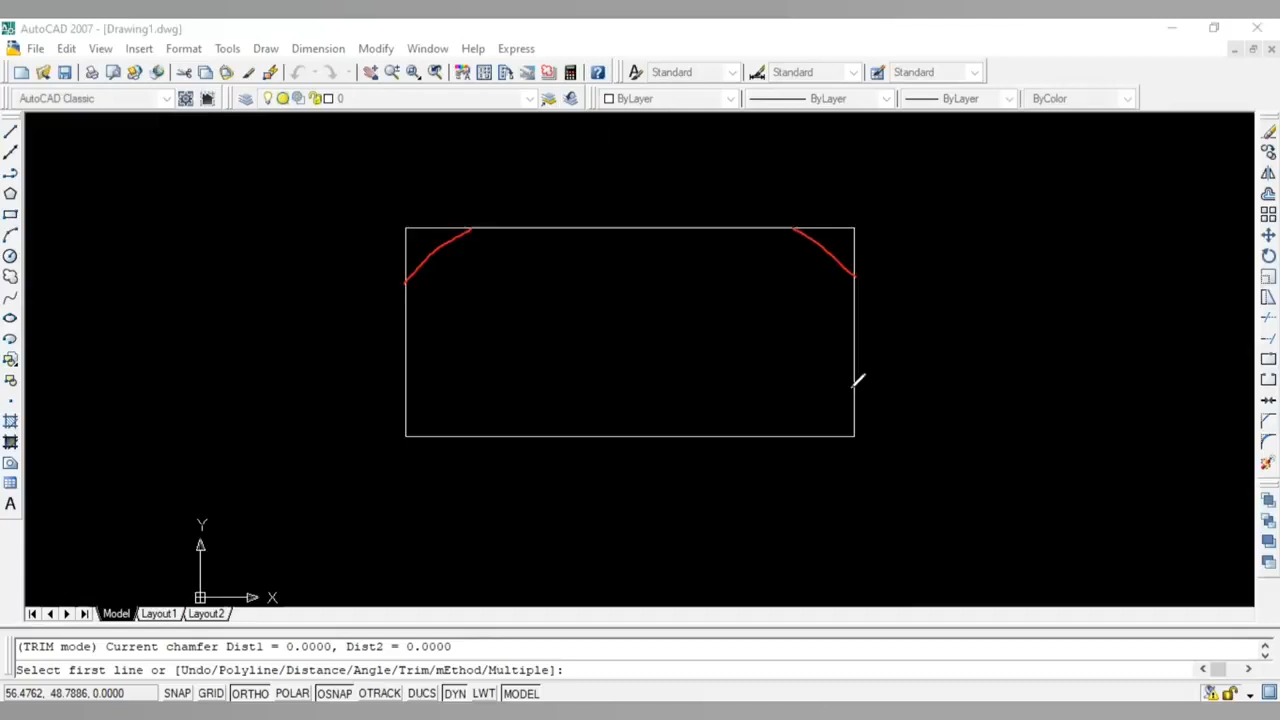 AutoCAD 2007 - [Drawing1.dwg]
File Edit View Insert Format Tools Draw Dimension Modify Window Help Express
Standard Standard Standard
AutoCAD Classic 0 ByLayer ByLayer ByLayer ByColor
A
Y
X
Model Layout1 Layout2
(TRIM mode) Current chamfer Dist1 = 0.0000, Dist2 = 0.0000
Select first line or [Undo/Polyline/Distance/Angle/Trim/mEthod/Multiple]:
56.4762, 48.7886, 0.0000 SNAP GRID ORTHO POLAR OSNAP OTRACK DUCS DYN LWT MODEL